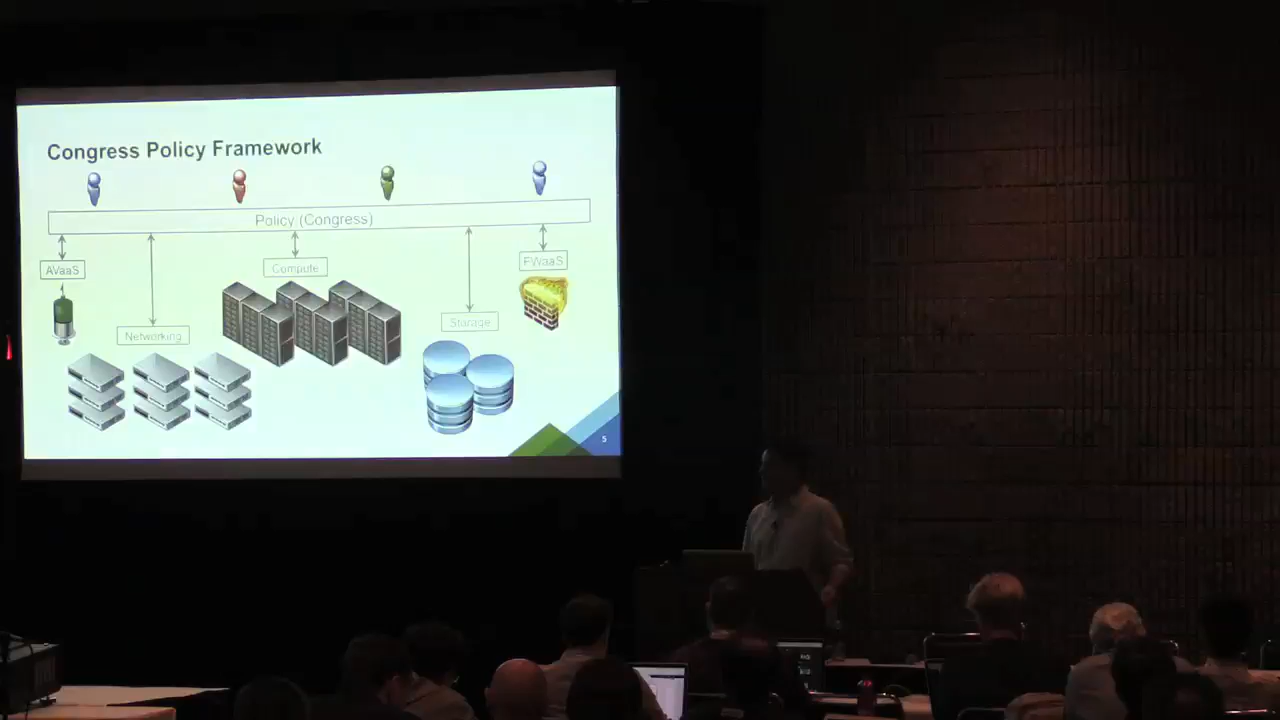 Congress Policy Framework
Policy (Congress)
AVaaS
Networking
Compute
Storage
FWaaS
5